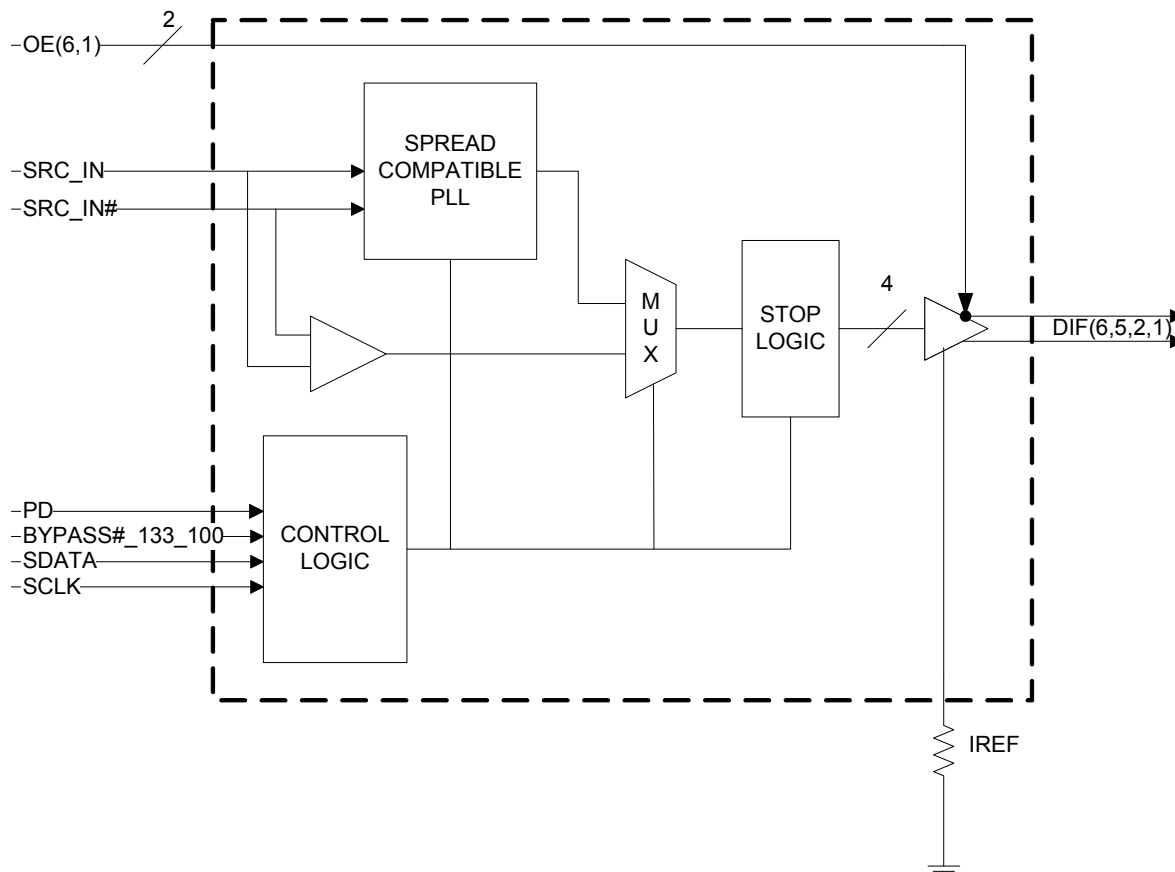 2
OE(6,1)
SPREAD
COMPATIBLE
PLL
SRC_IN
SRC_IN#
M
U
X
STOP
LOGIC
4
DIF(6,5,2,1)
PD
BYPASS#_133_100
SDATA
SCLK
CONTROL
LOGIC
IREF